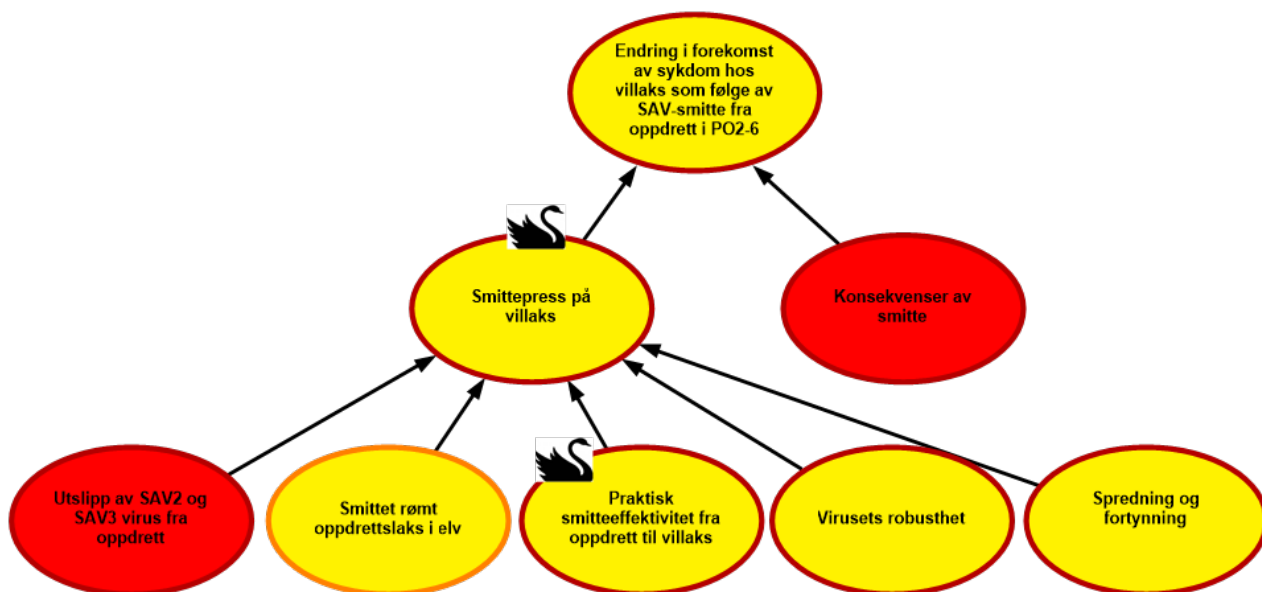 Endring i forekomst
av sykdom hos
villaks som følge av
SAV-smitte fra
oppdrett i PO2-6
Smittepress på
villaks
Konsekvenser av
smitte
Utslipp av SAV2 og
SAV3 virus fra
oppdrett
Smittet rømt
oppdrettslaks i elv
Praktisk
smitteeffektivitet fra
oppdrett til villaks
Virusets robusthet
Spredning og
fortynning